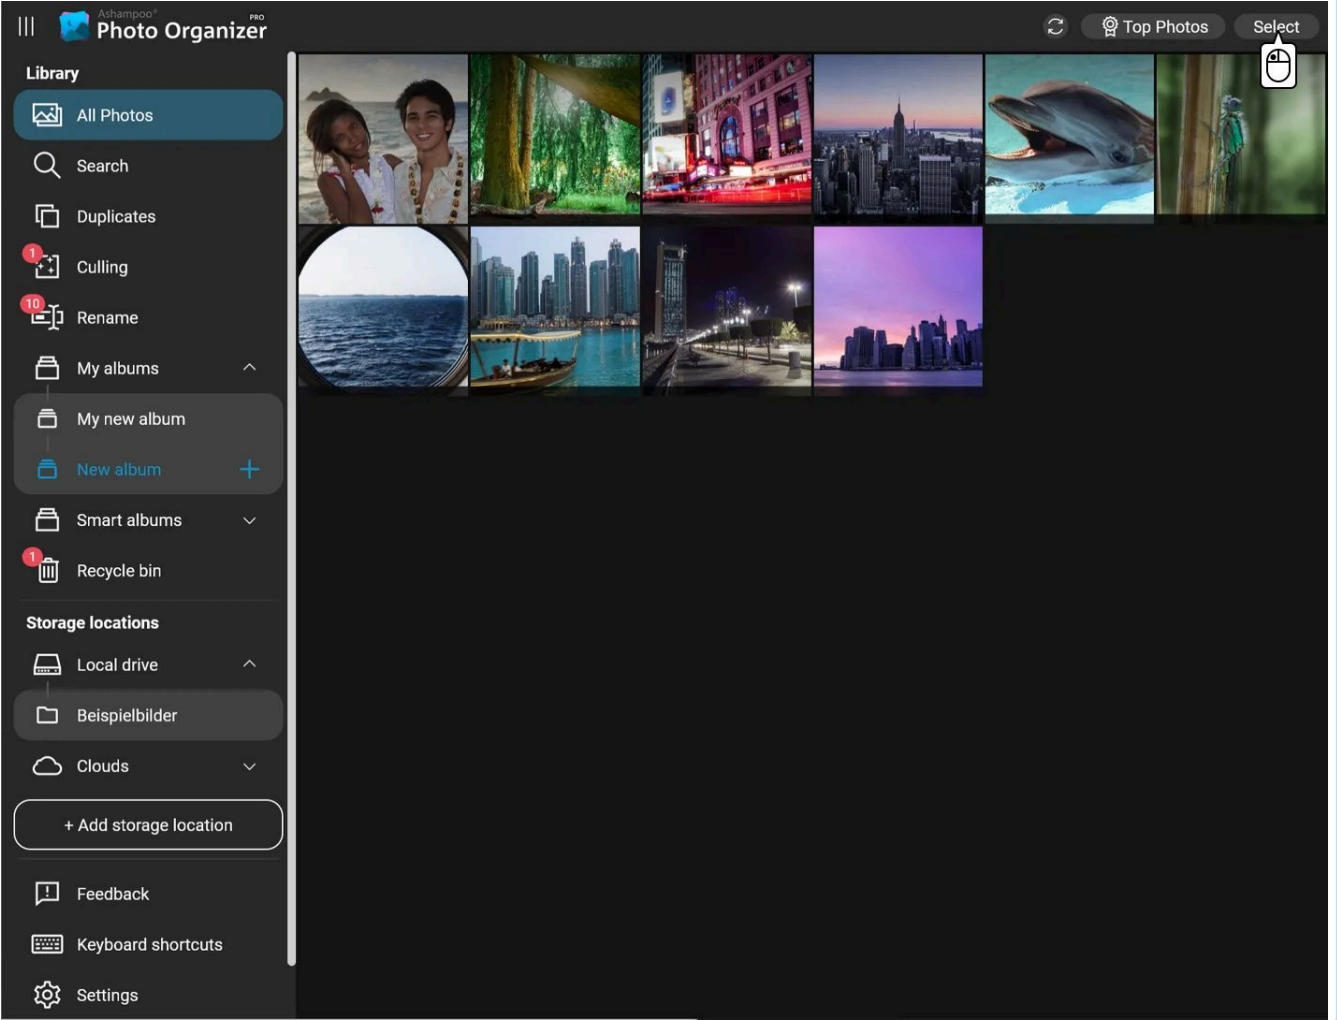 Ashampoo®
Photo Organizer PRO
Top Photos
Select
Library
All Photos
Search
Duplicates
1
Culling
10
Rename
My albums
My new album
New album
Smart albums
1
Recycle bin
Storage locations
Local drive
Beispielbilder
Clouds
+ Add storage location
Feedback
Keyboard shortcuts
Settings